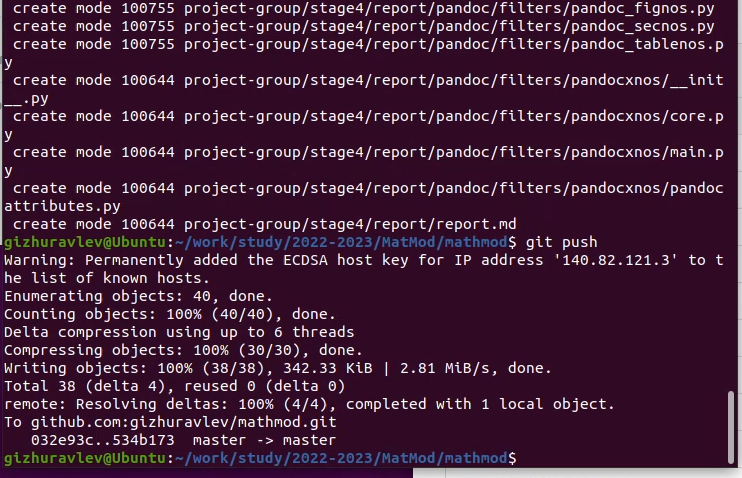 create mode 100755 project-group/stage4/report/pandoc/filters/pandoc_fignos.py
create mode 100755 project-group/stage4/report/pandoc/filters/pandoc_secnos.py
create mode 100755 project-group/stage4/report/pandoc/filters/pandoc_tablenos.p
y
create mode 100644 project-group/stage4/report/pandoc/filters/pandocxnos/__init
__.py
create mode 100644 project-group/stage4/report/pandoc/filters/pandocxnos/core.p
y
create mode 100644 project-group/stage4/report/pandoc/filters/pandocxnos/main.p
y
create mode 100644 project-group/stage4/report/pandoc/filters/pandocxnos/pandoc
attributes.py
create mode 100644 project-group/stage4/report/report.md
gizhuravlev@Ubuntu:~/work/study/2022-2023/MatMod/mathmod$ git push
Warning: Permanently added the ECDSA host key for IP address '140.82.121.3' to t
he list of known hosts.
Enumerating objects: 40, done.
Counting objects: 100% (40/40), done.
Delta compression using up to 6 threads
Compressing objects: 100% (30/30), done.
Writing objects: 100% (38/38), 342.33 KiB | 2.81 MiB/s, done.
Total 38 (delta 4), reused 0 (delta 0)
remote: Resolving deltas: 100% (4/4), completed with 1 local object.
To github.com:gizhuravlev/mathmod.git
032e93c..534b173  master -> master
gizhuravlev@Ubuntu:~/work/study/2022-2023/MatMod/mathmod$